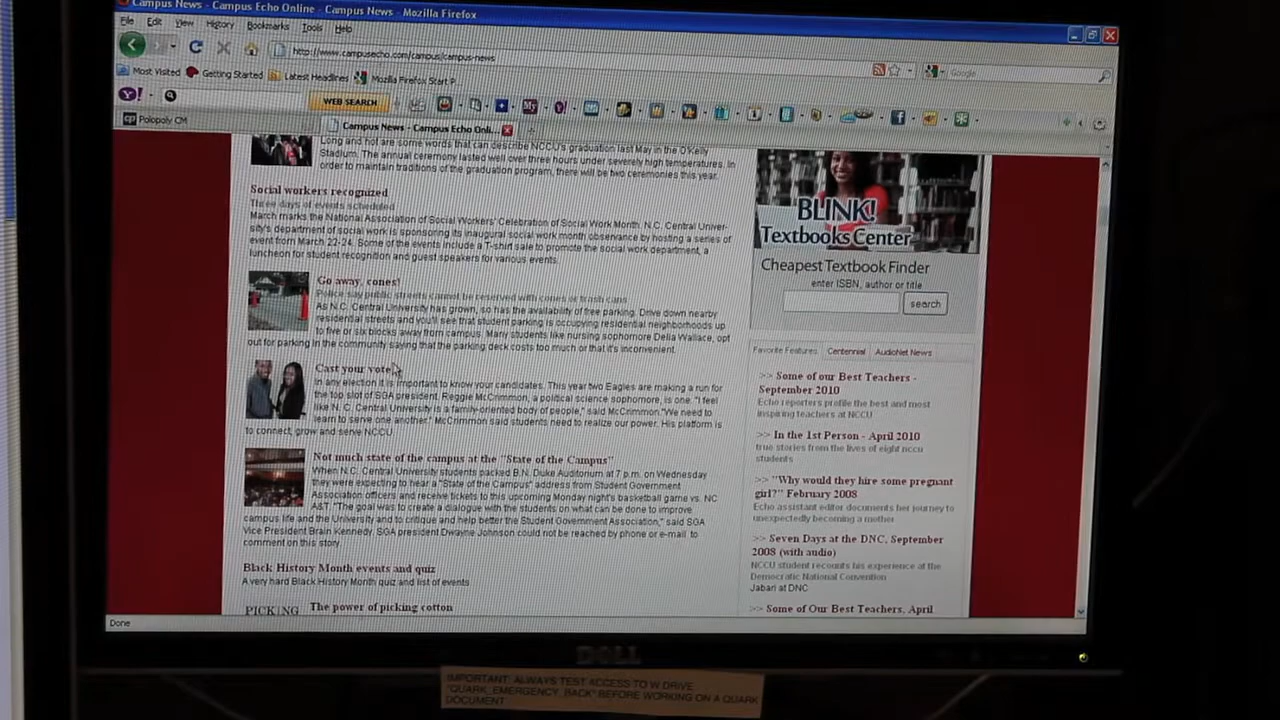 Campus News - Campus Echo Online - Campus News - Mozilla Firefox
File Edit View History Bookmarks Tools Help
http://www.campusecho.com/campus/campus-news
Google
Most Visited Getting Started Latest Headlines Mozilla Firefox Start P...
Y! WEB SEARCH
Polopoly CM
Campus News - Campus Echo Onli...
Long and hot are some words that can describe NCCU's graduation last May in the O'Kelly
Stadium. The annual ceremony lasted well over three hours under severely high temperatures. In
order to maintain traditions of the graduation program, there will be two ceremonies this year.
Social workers recognized
Three days of events scheduled
March marks the National Association of Social Workers' Celebration of Social Work Month. N.C. Central Univer-
sity's department of social work is sponsoring its inaugural social work month observance by hosting a series of
event from March 22-24. Some of the events include a T-shirt sale to promote the social work department, a
luncheon for student recognition and guest speakers for various events.
Go away, cones!
Police say public streets cannot be reserved with cones or trash cans
As N.C. Central University has grown, so has the availability of free parking. Drive down nearby
residential streets and you'll see that student parking is occupying residential neighborhoods up
to five or six blocks away from campus. Many students like nursing sophomore Della Wallace, opt
out for parking in the community saying that the parking deck costs too much or that it's inconvenient.
Cast your vote
In any election it is important to know your candidates. This year two Eagles are making a run for
the top slot of SGA president. Reggie McCrimmon, a political science sophomore, is one. "I feel
like N. C. Central University is a family-oriented body of people," said McCrimmon."We need to
learn to serve one another." McCrimmon said students need to realize our power. His platform is
to connect, grow and serve NCCU
Not much state of the campus at the "State of the Campus"
When N.C. Central University students packed B.N. Duke Auditorium at 7 p.m. on Wednesday
they were expecting to hear a "State of the Campus" address from Student Government
Association officers and receive tickets to this upcoming Monday night's basketball game vs. NC
A&T. "The goal was to create a dialogue with the students on what can be done to improve
campus life and the University and to critique and help better the Student Government Association," said SGA
Vice President Brain Kennedy. SGA president Dwayne Johnson could not be reached by phone or e-mail to
comment on this story.
Black History Month events and quiz
A very hard Black History Month quiz and list of events
PICKING
The power of picking cotton
BLINK!
Textbooks Center
Cheapest Textbook Finder
enter ISBN, author or title
search
Favorite Features Centennial AudioNet News
>> Some of our Best Teachers -
September 2010
Echo reporters profile the best and most
inspiring teachers at NCCU
>> In the 1st Person - April 2010
true stories from the lives of eight nccu
students
>> "Why would they hire some pregnant
girl?" February 2008
Echo assistant editor documents her journey to
unexpectedly becoming a mother
>> Seven Days at the DNC, September
2008 (with audio)
NCCU student recounts his experience at the
Democratic National Convention
Jabari at DNC
>> Some of Our Best Teachers, April
Done
DELL
IMPORTANT: ALWAYS TEST ACCESS TO W DRIVE
"QUARK_EMERGENCY_BACK" BEFORE WORKING ON A QUARK
DOCUMENT